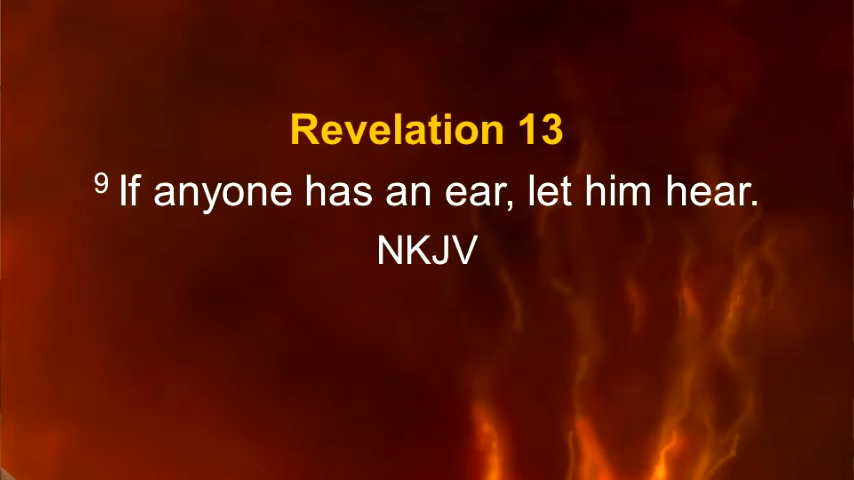 Revelation 13
9 If anyone has an ear, let him hear.
NKJV